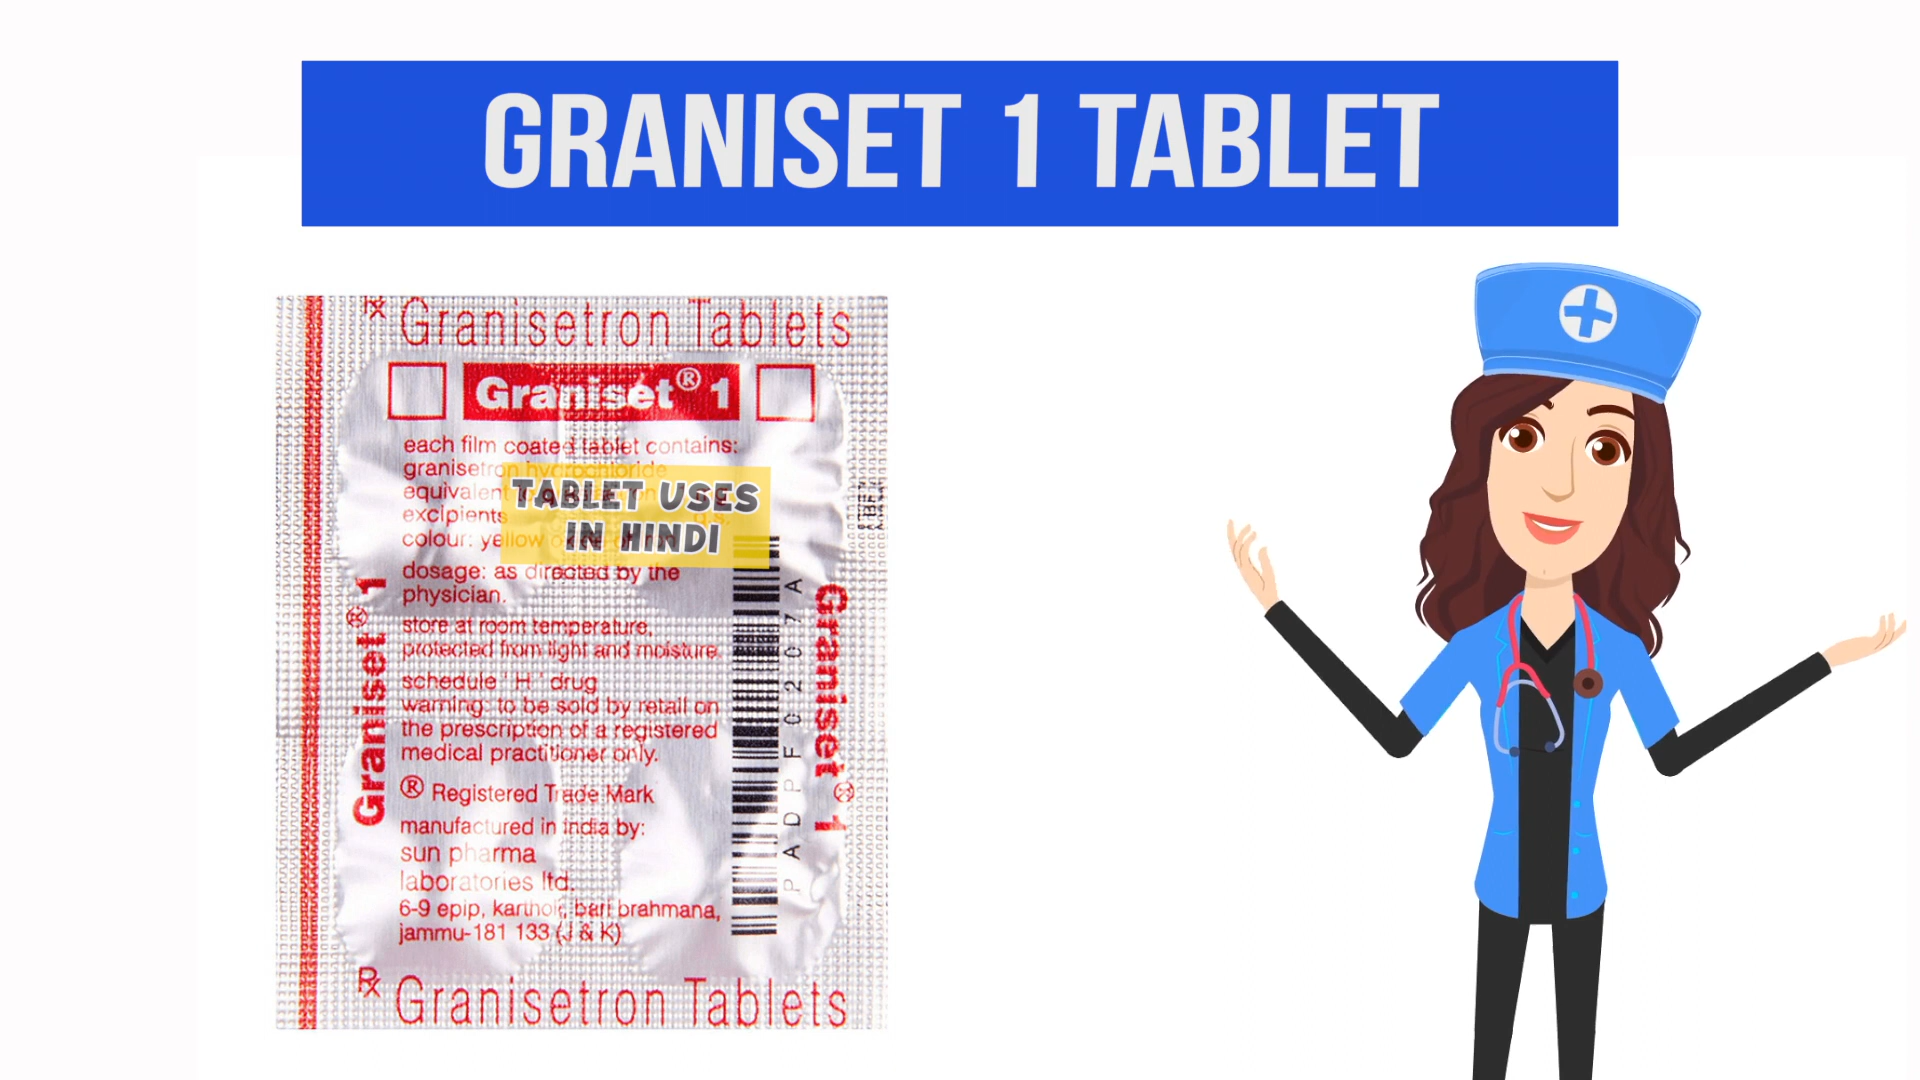 GRANISET 1 TABLET
Rx Granisetron Tablets
Graniset® 1
each film coated tablet contains:
granisetron hydrochloride
equivalent
excipients q.s.
colour: yellow
TABLET USES
IN HINDI
dosage: as directed by the
physician.
store at room temperature,
protected from light and moisture.
schedule 'H' drug
warning: to be sold by retail on
the prescription of a registered
medical practitioner only.
® Registered Trade Mark
manufactured in india by:
sun pharma
laboratories ltd.
6-9 epip, kartholi, bari brahmana,
jammu-181 133 (J & K)
Rx Granisetron Tablets
Graniset® 1
Graniset® 1
PADPF0207A